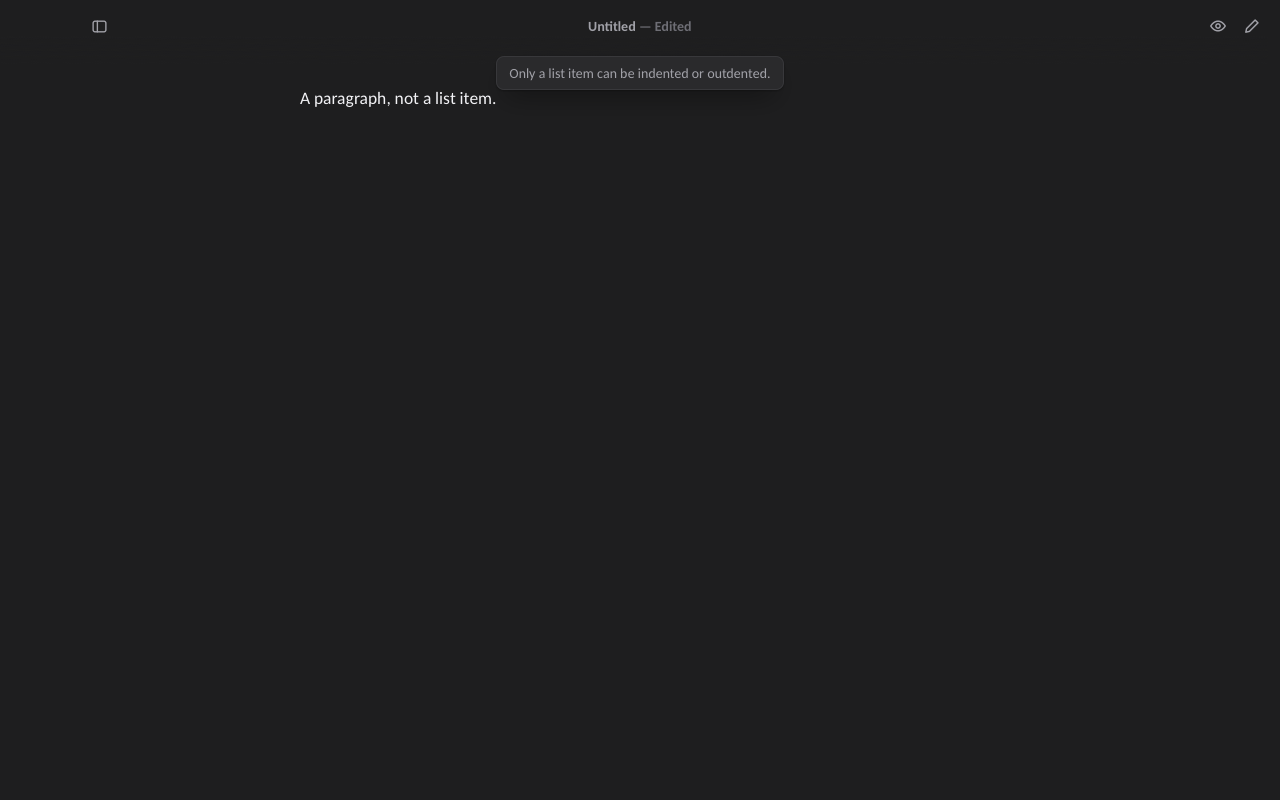 Untitled — Edited
Only a list item can be indented or outdented.
A paragraph, not a list item.